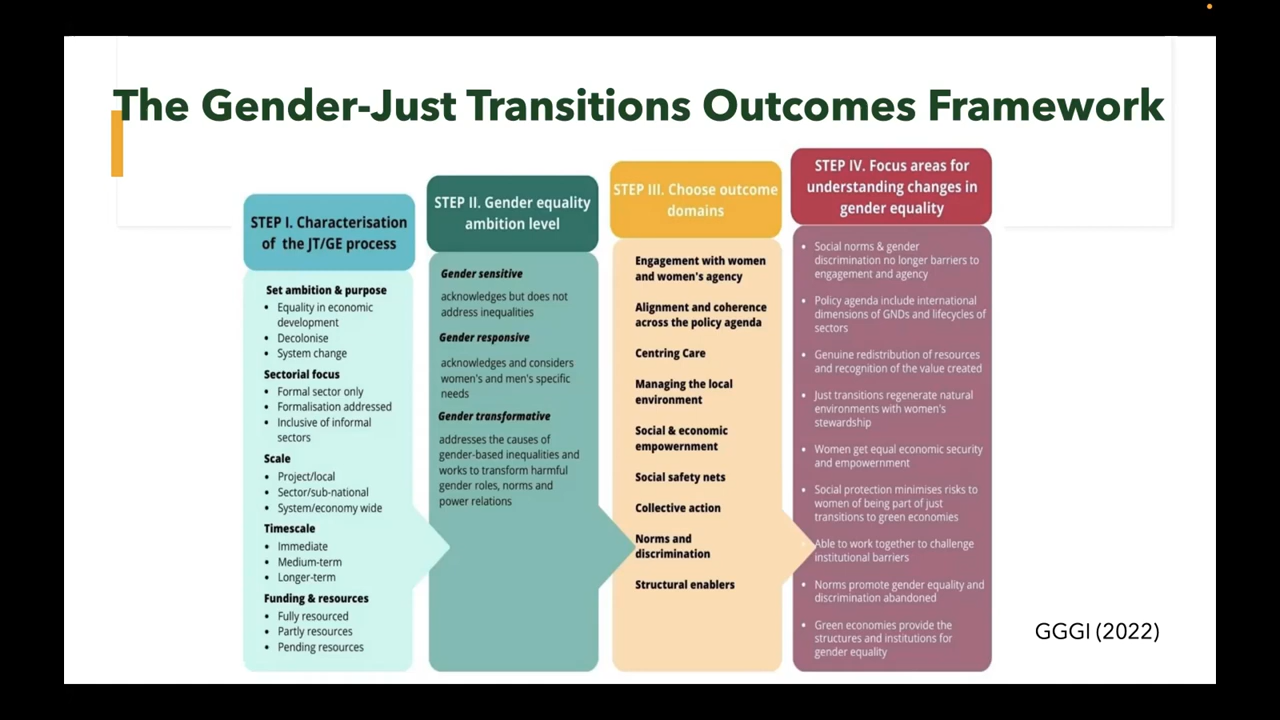 The Gender-Just Transitions Outcomes Framework
STEP I. Characterisation
of the JT/GE process
Set ambition & purpose
• Equality in economic
development
• Decolonise
• System change
Sectorial focus
• Formal sector only
• Formalisation addressed
• Inclusive of informal
sectors
Scale
• Project/local
• Sector/sub-national
• System/economy wide
Timescale
• Immediate
• Medium-term
• Longer-term
Funding & resources
• Fully resourced
• Partly resources
• Pending resources
STEP II. Gender equality
ambition level
Gender sensitive
acknowledges but does not
address inequalities
Gender responsive
acknowledges and considers
women's and men's specific
needs
Gender transformative
addresses the causes of
gender-based inequalities and
works to transform harmful
gender roles, norms and
power relations
STEP III. Choose outcome
domains
Engagement with women
and women's agency
Alignment and coherence
across the policy agenda
Centring Care
Managing the local
environment
Social & economic
empowerment
Social safety nets
Collective action
Norms and
discrimination
Structural enablers
STEP IV. Focus areas for
understanding changes in
gender equality
• Social norms & gender
discrimination no longer barriers to
engagement and agency
• Policy agenda include international
dimensions of GNDs and lifecycles of
sectors
• Genuine redistribution of resources
and recognition of the value created
• Just transitions regenerate natural
environments with women's
stewardship
• Women get equal economic security
and empowerment
• Social protection minimises risks to
women of being part of just
transitions to green economies
• Able to work together to challenge
institutional barriers
• Norms promote gender equality and
discrimination abandoned
• Green economies provide the
structures and institutions for
gender equality
GGGI (2022)